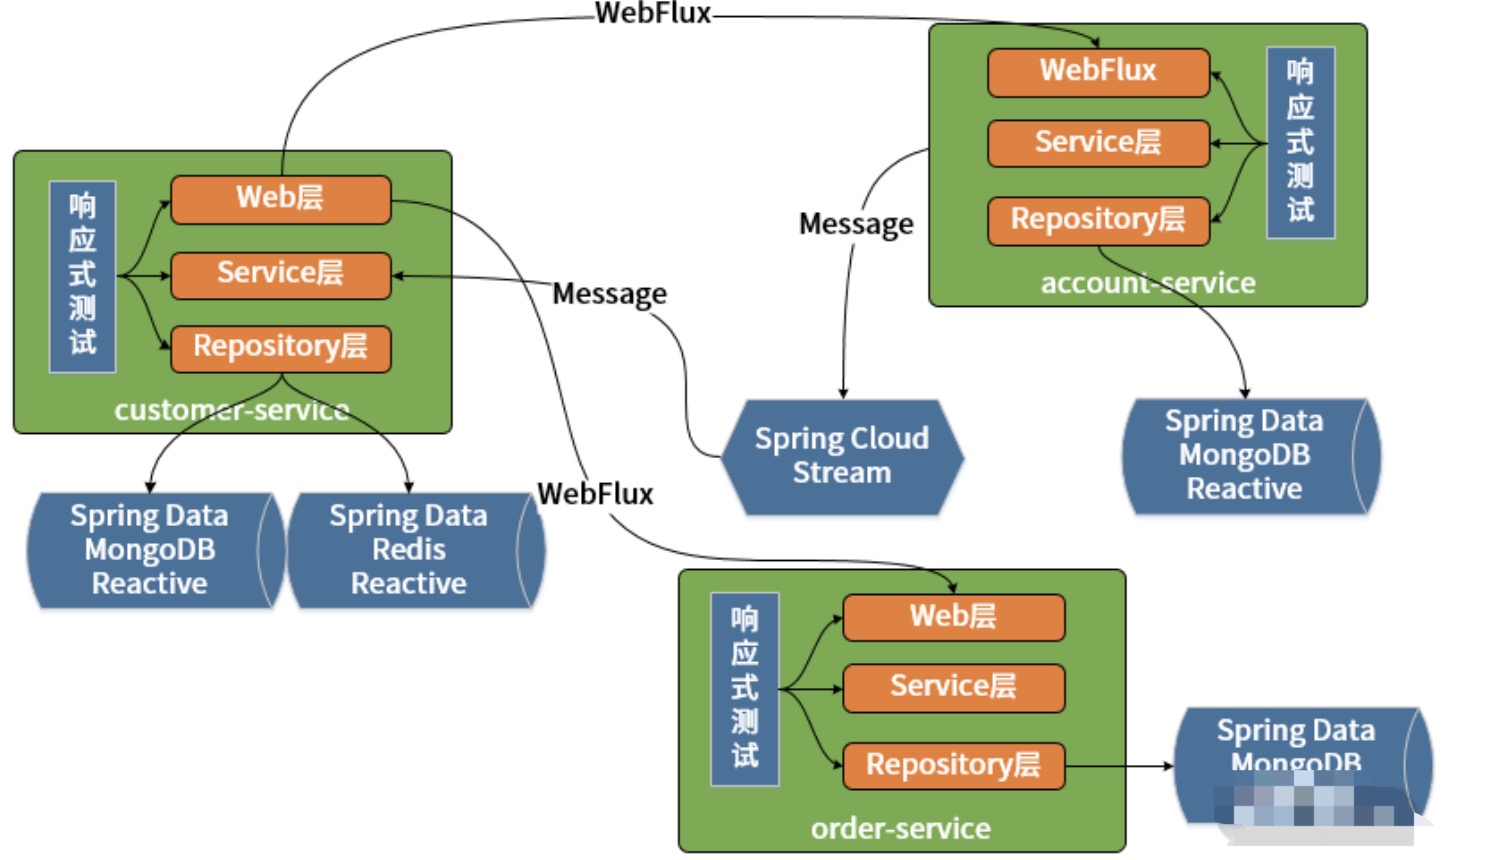 WebFlux
WebFlux
Service层
Repository层
响
应
式
测
试
account-service
Message
响
应
式
测
试
Web层
Service层
Repository层
customer-service
Message
Spring Cloud
Stream
Spring Data
MongoDB
Reactive
Spring Data
MongoDB
Reactive
Spring Data
Redis
Reactive
WebFlux
响
应
式
测
试
Web层
Service层
Repository层
order-service
Spring Data
MongoDB